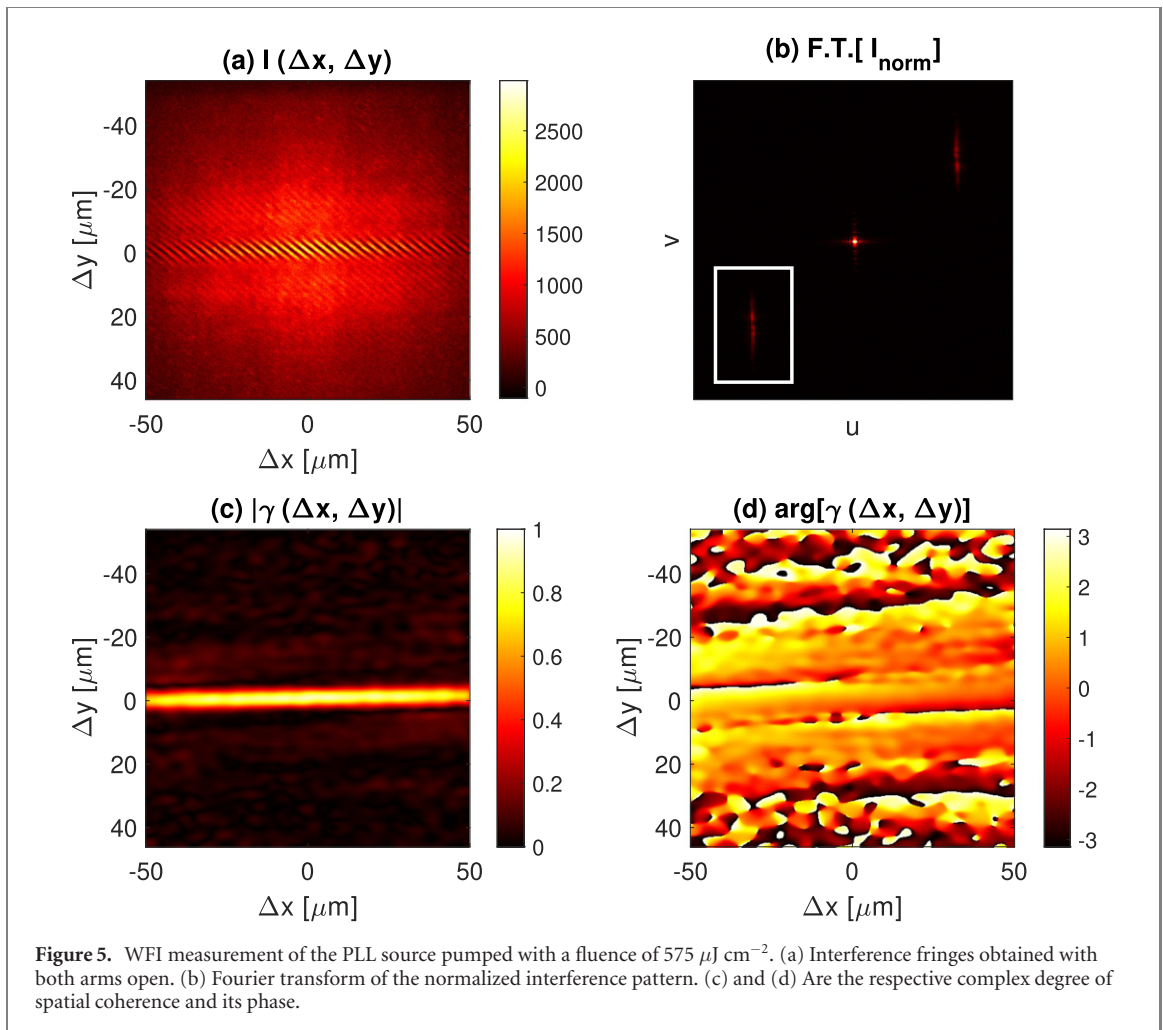 (a) I (Δx, Δy)
Δy [μm]
-40
-20
0
20
40
-50
0
50
Δx [μm]
2500
2000
1500
1000
500
0
(b) F.T.[ I_norm]
v
u
(c) |γ (Δx, Δy)|
Δy [μm]
-40
-20
0
20
40
-50
0
50
Δx [μm]
1
0.8
0.6
0.4
0.2
0
(d) arg[γ (Δx, Δy)]
Δy [μm]
-40
-20
0
20
40
-50
0
50
Δx [μm]
3
2
1
0
-1
-2
-3
Figure 5. WFI measurement of the PLL source pumped with a fluence of 575 μJ cm⁻². (a) Interference fringes obtained with
both arms open. (b) Fourier transform of the normalized interference pattern. (c) and (d) Are the respective complex degree of
spatial coherence and its phase.